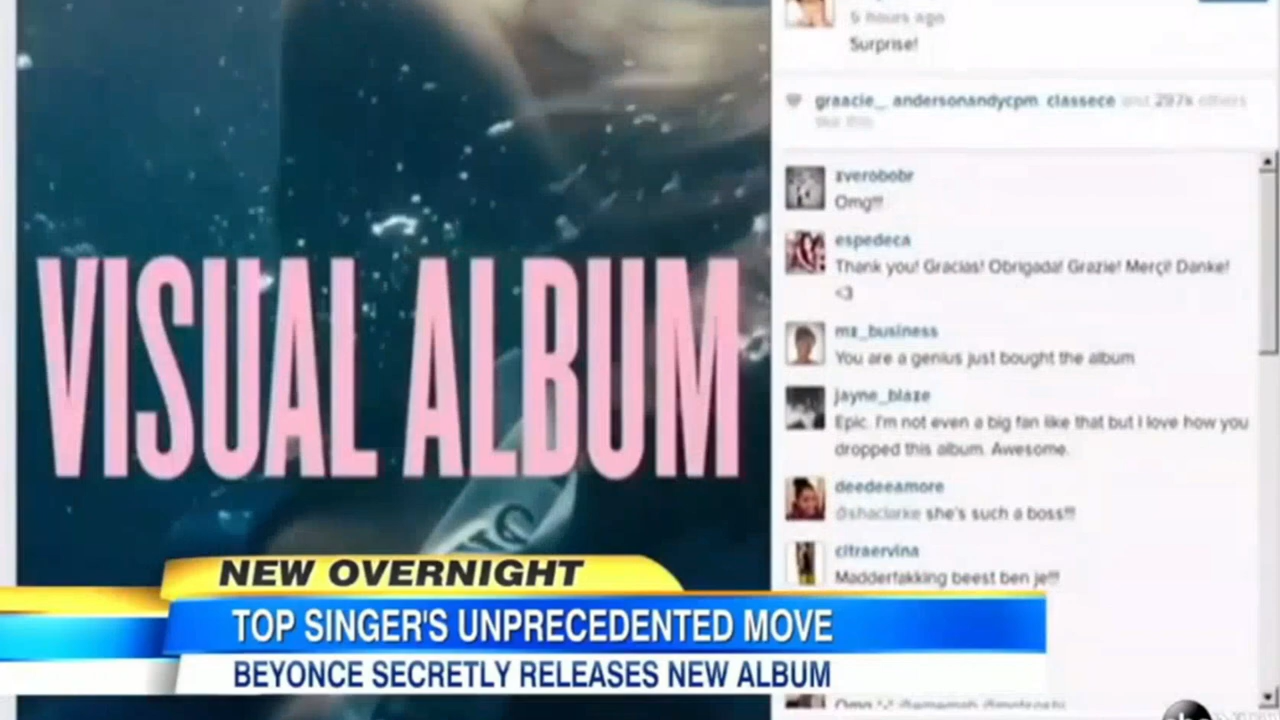 VISUAL ALBUM
5 hours ago
Surprise!
graacie_ andersonandycpm classece and 297k others
like this
zverobobr
Omg!!!
espedeca
Thank you! Gracias! Obrigada! Grazie! Merçi! Danke!
<3
mz_business
You are a genius just bought the album
jayne_blaze
Epic. I'm not even a big fan like that but I love how you
dropped this album. Awesome.
deedeeamore
@shaclarke she's such a boss!!!
citraervina
Madderfakking beest ben je!!!
NEW OVERNIGHT
TOP SINGER'S UNPRECEDENTED MOVE
BEYONCE SECRETLY RELEASES NEW ALBUM